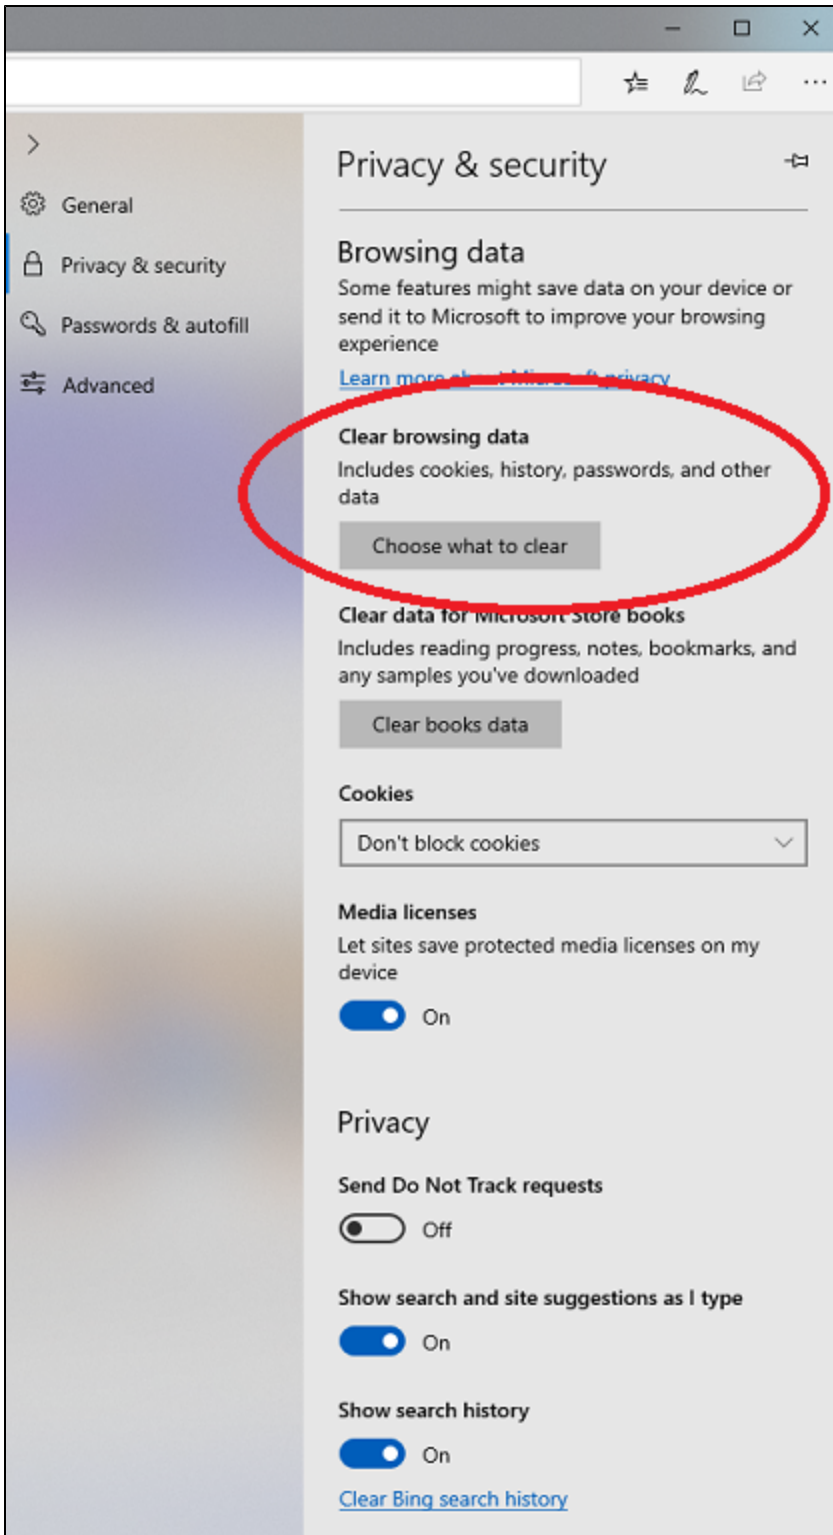 General
Privacy & security
Passwords & autofill
Advanced
Privacy & security
Browsing data
Some features might save data on your device or
send it to Microsoft to improve your browsing
experience
Learn more about Microsoft privacy
Clear browsing data
Includes cookies, history, passwords, and other
data
Choose what to clear
Clear data for Microsoft Store books
Includes reading progress, notes, bookmarks, and
any samples you've downloaded
Clear books data
Cookies
Don't block cookies
Media licenses
Let sites save protected media licenses on my
device
On
Privacy
Send Do Not Track requests
Off
Show search and site suggestions as I type
On
Show search history
On
Clear Bing search history